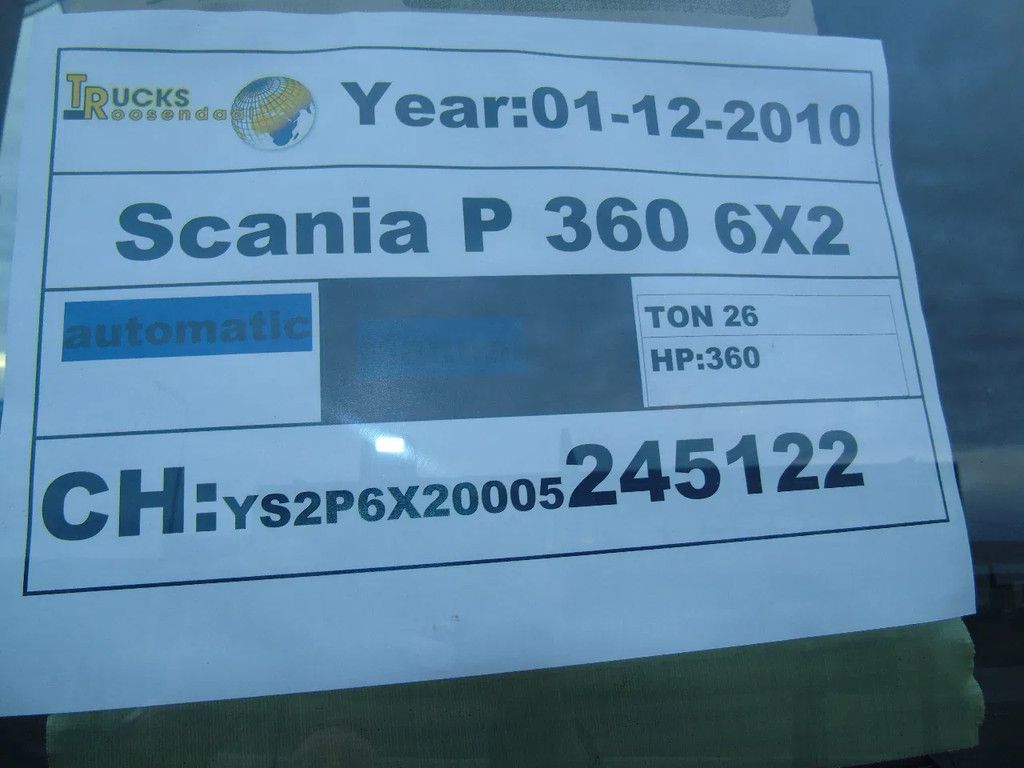 TRUCKS
Roosendaal
Year:01-12-2010
Scania P 360 6X2
automatic
TON 26
HP:360
CH:YS2P6X20005245122